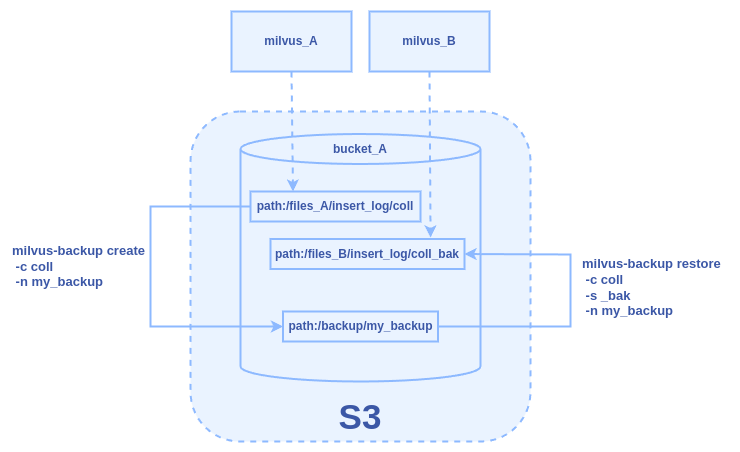 milvus_A
milvus_B
bucket_A
path:/files_A/insert_log/coll
path:/files_B/insert_log/coll_bak
path:/backup/my_backup
milvus-backup create
-c coll
-n my_backup
milvus-backup restore
-c coll
-s _bak
-n my_backup
S3